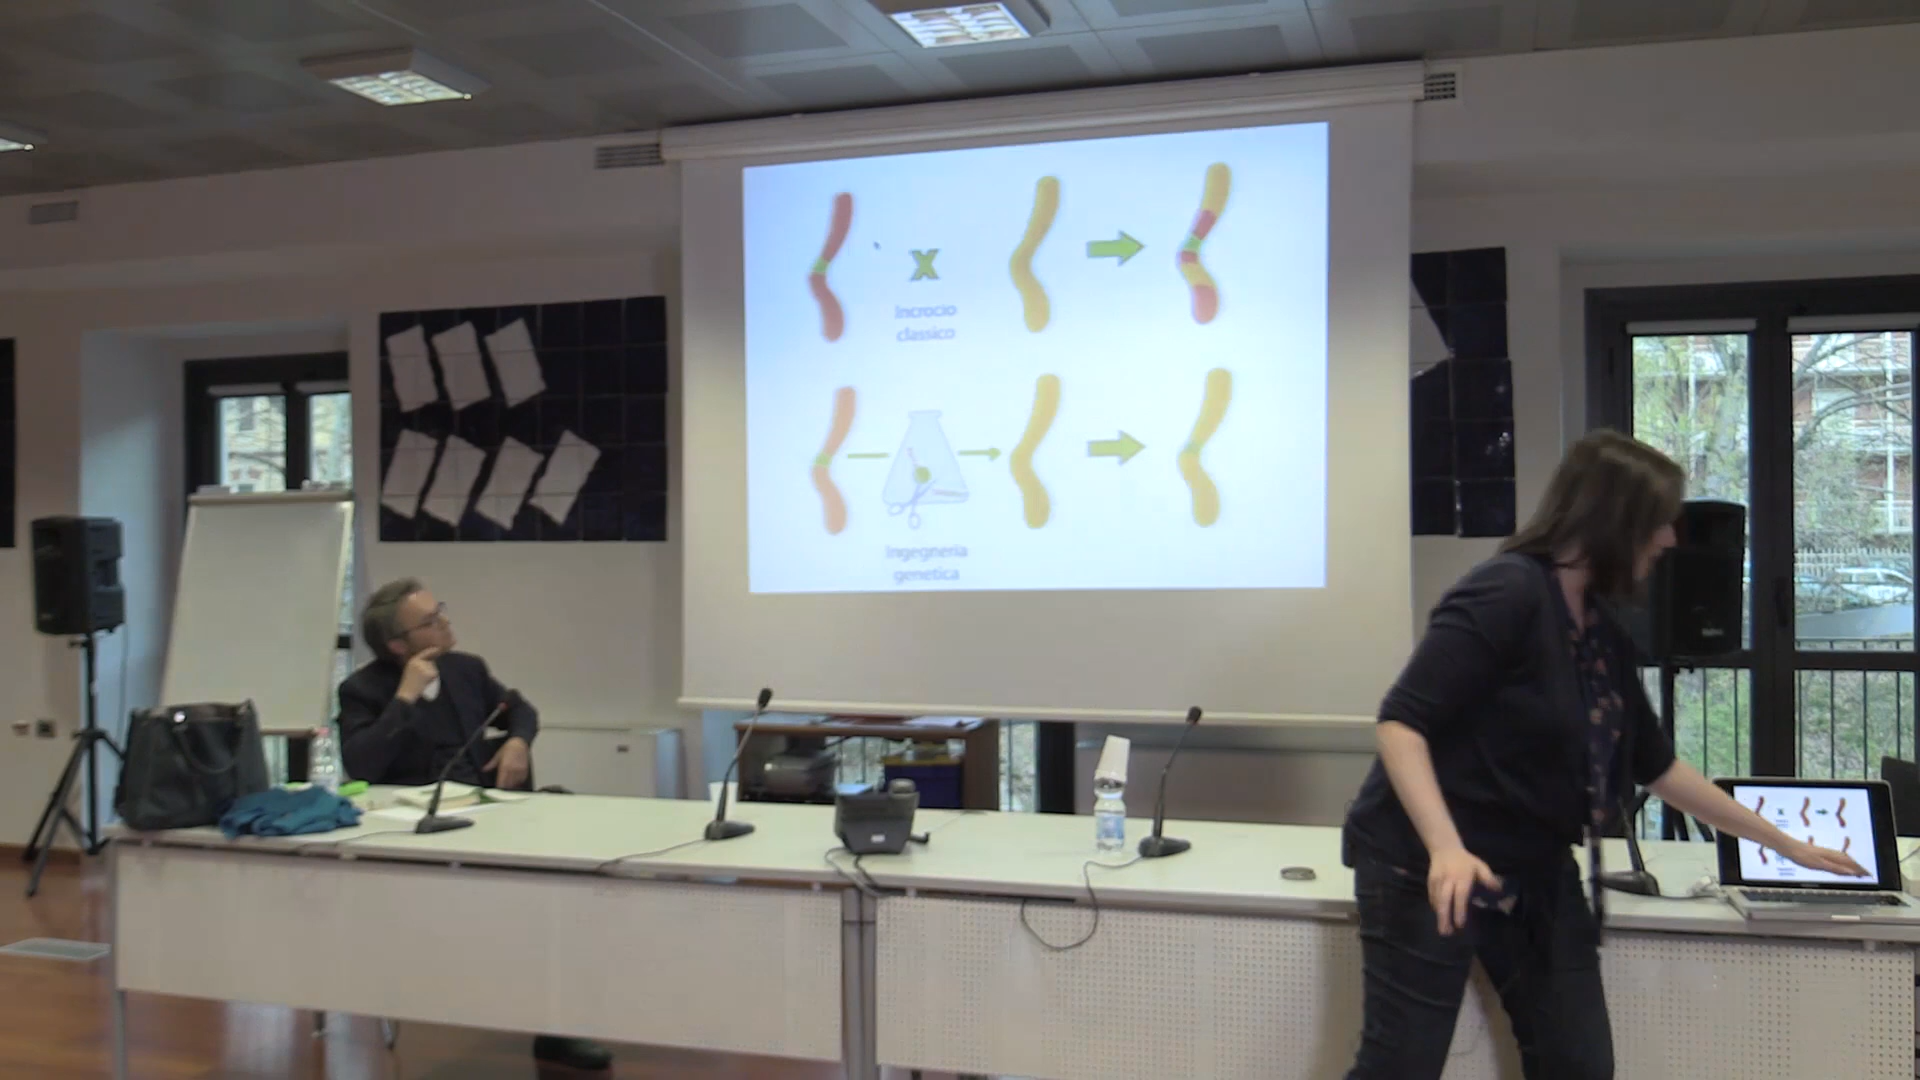 X
Incrocio
classico
Ingegneria
genetica